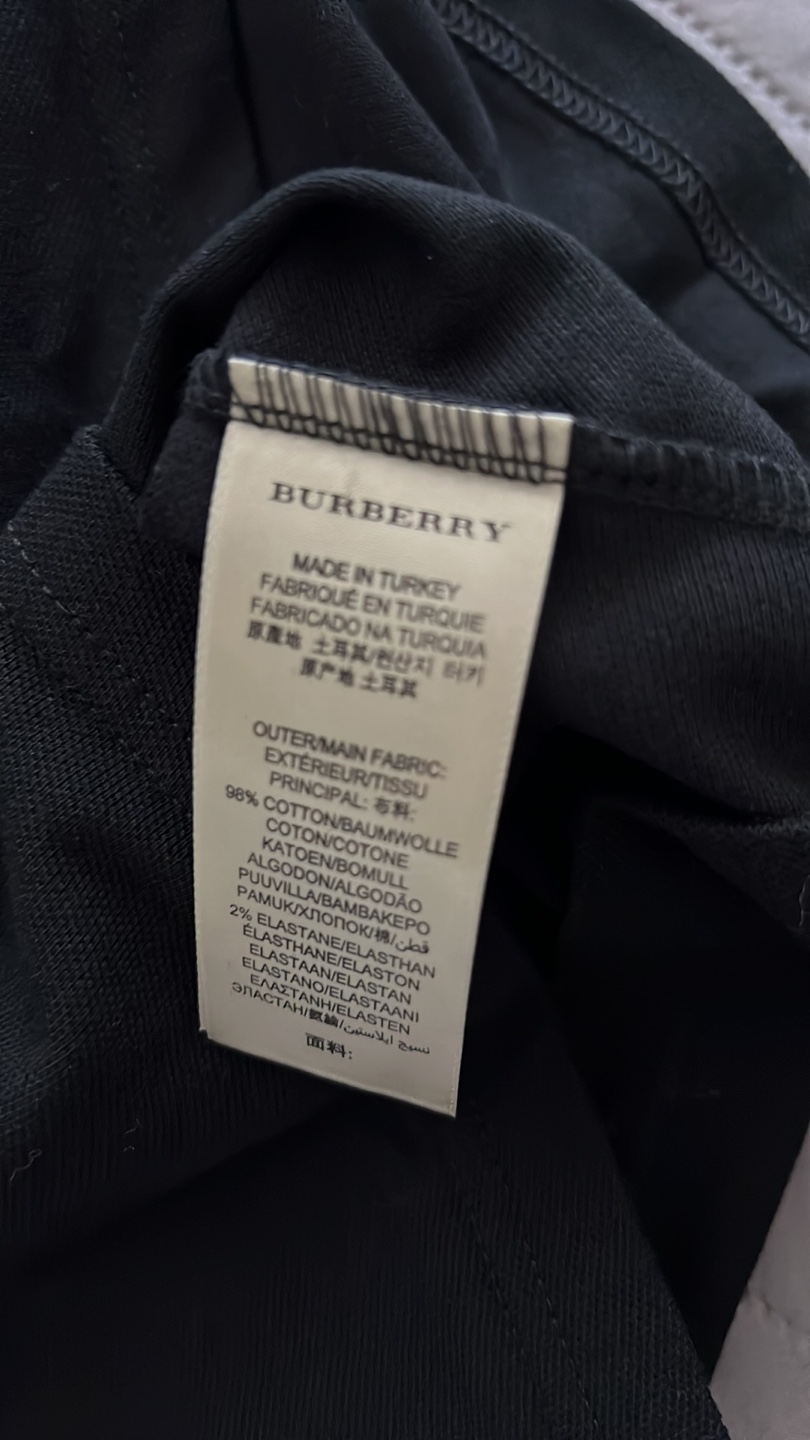 BURBERRY
MADE IN TURKEY
FABRIQUÉ EN TURQUIE
FABRICADO NA TURQUIA
原產地 土耳其/원산지 터키
原产地 土耳其
OUTER/MAIN FABRIC:
EXTÉRIEUR/TISSU
PRINCIPAL: 布料:
98% COTTON/BAUMWOLLE
COTON/COTONE
KATOEN/BOMULL
ALGODON/ALGODÃO
PUUVILLA/BAMBAKEPO
PAMUK/ХЛОПОК/棉/قطن
2% ELASTANE/ELASTHAN
ÉLASTHANE/ELASTON
ELASTAAN/ELASTAN
ELASTANO/ELASTAANI
ΕΛΑΣΤΑΝΗ/ELASTEN
ЭЛАСТАН/氨綸/نسيج ايلاستين
面料: